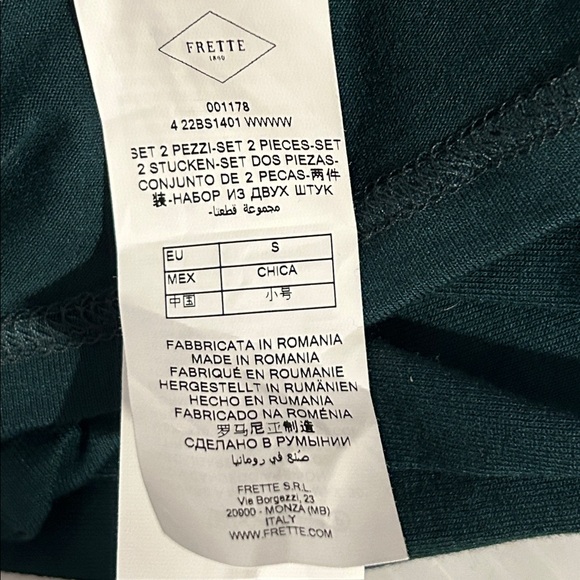 FRETTE
1860
001178
4 22BS1401 WWWW
SET 2 PEZZI-SET 2 PIECES-SET
2 STUCKEN-SET DOS PIEZAS-
CONJUNTO DE 2 PECAS-两件
装-НАБОР ИЗ ДВУХ ШТУК
مجموعة قطعتا-
EU S
MEX CHICA
中国 小号
FABBRICATA IN ROMANIA
MADE IN ROMANIA
FABRIQUÉ EN ROUMANIE
HERGESTELLT IN RUMÄNIEN
HECHO EN RUMANIA
FABRICADO NA ROMÉNIA
罗马尼亚制造
СДЕЛАНО В РУМЫНИИ
صنع في رومانيا
FRETTE S.R.L.
Vie Borgazzi, 23
20900 - MONZA (MB)
ITALY
WWW.FRETTE.COM